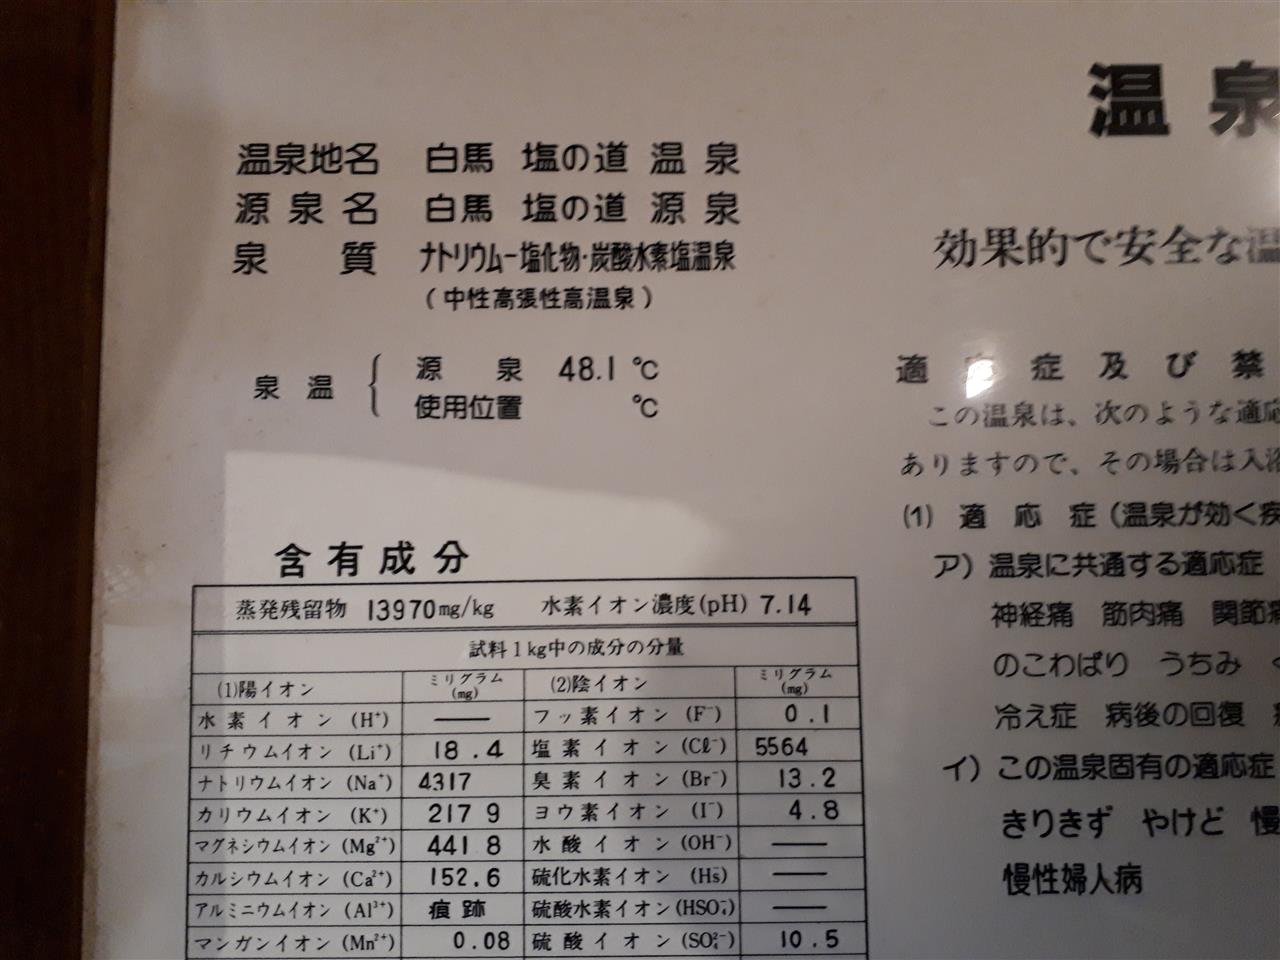 温泉
温泉地名 白馬 塩の道 温泉
源泉名 白馬 塩の道 源泉
泉質 ナトリウムー塩化物・炭酸水素塩温泉
(中性高張性高温泉)
泉温 源泉 48.1 ℃
使用位置 ℃
含有成分
蒸発残留物 13970mg/kg 水素イオン濃度(pH) 7.14
試料1kg中の成分の分量
(1)陽イオン ミリグラム(mg) (2)陰イオン ミリグラム(mg)
水素イオン (H⁺) — フッ素イオン (F⁻) 0.1
リチウムイオン (Li⁺) 18.4 塩素イオン (Cℓ⁻) 5564
ナトリウムイオン (Na⁺) 4317 臭素イオン (Br⁻) 13.2
カリウムイオン (K⁺) 217 9 ヨウ素イオン (I⁻) 4.8
マグネシウムイオン (Mg²⁺) 441 8 水酸イオン (OH⁻) —
カルシウムイオン (Ca²⁺) 152.6 硫化水素イオン (Hs⁻) —
アルミニウムイオン (Al³⁺) 痕跡 硫酸水素イオン (HSO₄⁻) —
マンガンイオン (Mn²⁺) 0.08 硫酸イオン (SO₄²⁻) 10.5
効果的で安全な温
適応症及び禁
この温泉は、次のような適応
ありますので、その場合は入浴
(1) 適応症 (温泉が効く疾
ア) 温泉に共通する適応症
神経痛 筋肉痛 関節痛
のこわばり うちみ く
冷え症 病後の回復
イ) この温泉固有の適応症
きりきず やけど 慢
慢性婦人病